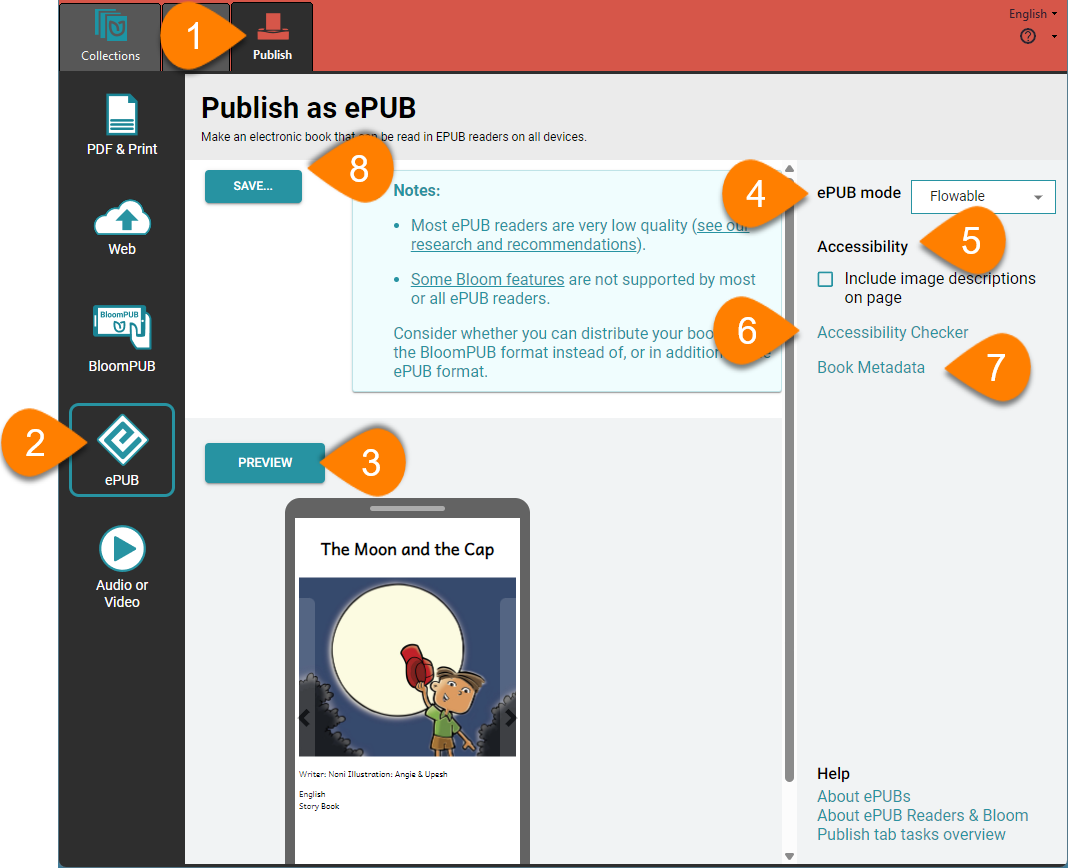 Collections
1
Publish
English
?
PDF & Print
Web
BloomPUB
BloomPUB
2
ePUB
Audio or
Video
Publish as ePUB
Make an electronic book that can be read in EPUB readers on all devices.
SAVE...
8
Notes:
• Most ePUB readers are very low quality (see our
research and recommendations).
• Some Bloom features are not supported by most
or all ePUB readers.
Consider whether you can distribute your boo
the BloomPUB format instead of, or in addition
ePUB format.
PREVIEW
3
The Moon and the Cap
Writer: Noni Illustration: Angie & Upesh
English
Story Book
4
ePUB mode
Flowable
5
Accessibility
Include image descriptions
on page
6
Accessibility Checker
Book Metadata
7
Help
About ePUBs
About ePUB Readers & Bloom
Publish tab tasks overview